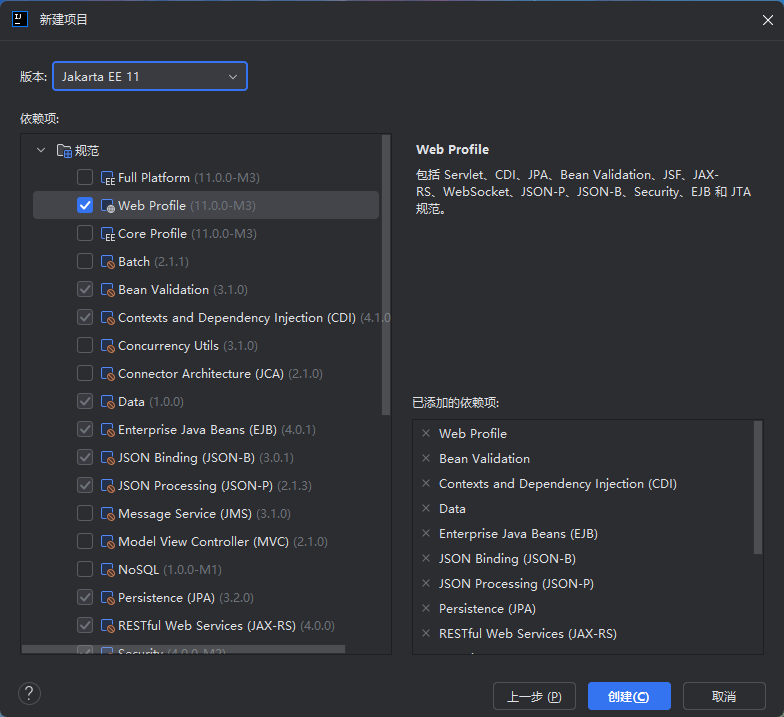 新建项目
版本:
Jakarta EE 11
依赖项:
规范
Full Platform (11.0.0-M3)
Web Profile (11.0.0-M3)
Core Profile (11.0.0-M3)
Batch (2.1.1)
Bean Validation (3.1.0)
Contexts and Dependency Injection (CDI) (4.1.0
Concurrency Utils (3.1.0)
Connector Architecture (JCA) (2.1.0)
Data (1.0.0)
Enterprise Java Beans (EJB) (4.0.1)
JSON Binding (JSON-B) (3.0.1)
JSON Processing (JSON-P) (2.1.3)
Message Service (JMS) (3.1.0)
Model View Controller (MVC) (2.1.0)
NoSQL (1.0.0-M1)
Persistence (JPA) (3.2.0)
RESTful Web Services (JAX-RS) (4.0.0)
Security (4.0.0-M2)
Web Profile
包括 Servlet、CDI、JPA、Bean Validation、JSF、JAX-
RS、WebSocket、JSON-P、JSON-B、Security、EJB 和 JTA
规范。
已添加的依赖项:
Web Profile
Bean Validation
Contexts and Dependency Injection (CDI)
Data
Enterprise Java Beans (EJB)
JSON Binding (JSON-B)
JSON Processing (JSON-P)
Persistence (JPA)
RESTful Web Services (JAX-RS)
?
上一步 (P)
创建(C)
取消